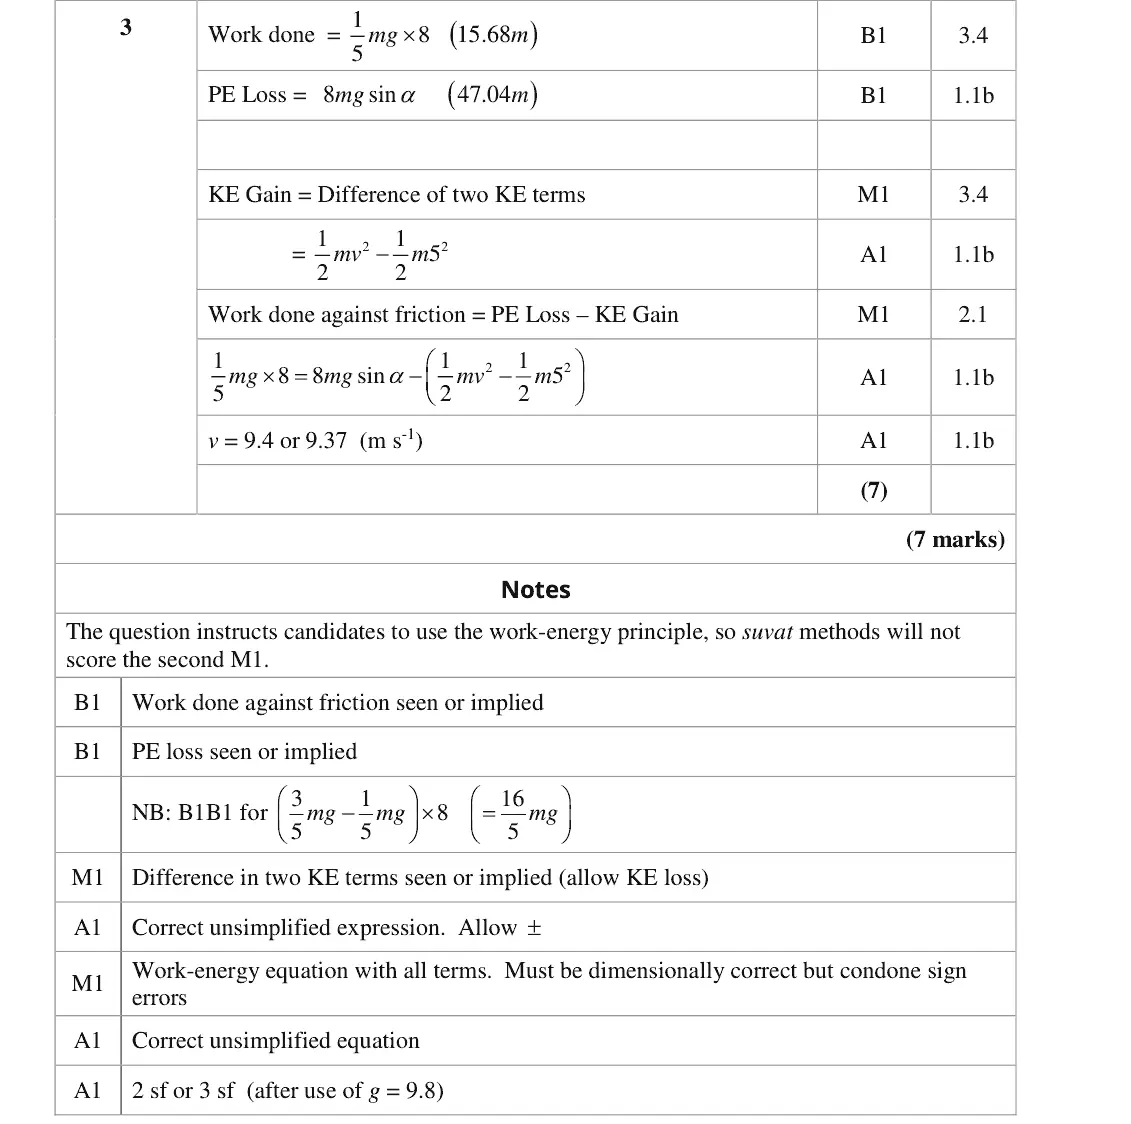 3 Work done = 1/5 mg × 8 (15.68m) B1 3.4
PE Loss = 8mg sin α (47.04m) B1 1.1b
KE Gain = Difference of two KE terms M1 3.4
= 1/2 mv² − 1/2 m5² A1 1.1b
Work done against friction = PE Loss – KE Gain M1 2.1
1/5 mg × 8 = 8mg sin α − (1/2 mv² − 1/2 m5²) A1 1.1b
v = 9.4 or 9.37 (m s⁻¹) A1 1.1b
(7)
(7 marks)
Notes
The question instructs candidates to use the work-energy principle, so suvat methods will not
score the second M1.
B1 Work done against friction seen or implied
B1 PE loss seen or implied
NB: B1B1 for (3/5 mg − 1/5 mg) × 8 (= 16/5 mg)
M1 Difference in two KE terms seen or implied (allow KE loss)
A1 Correct unsimplified expression. Allow ±
M1 Work-energy equation with all terms. Must be dimensionally correct but condone sign
errors
A1 Correct unsimplified equation
A1 2 sf or 3 sf (after use of g = 9.8)